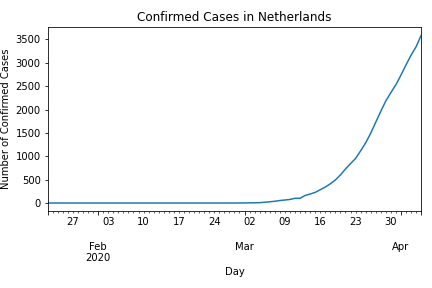 Confirmed Cases in Netherlands
Number of Confirmed Cases
3500
3000
2500
2000
1500
1000
500
0
27 03 10 17 24 02 09 16 23 30
Feb Mar Apr
2020
Day